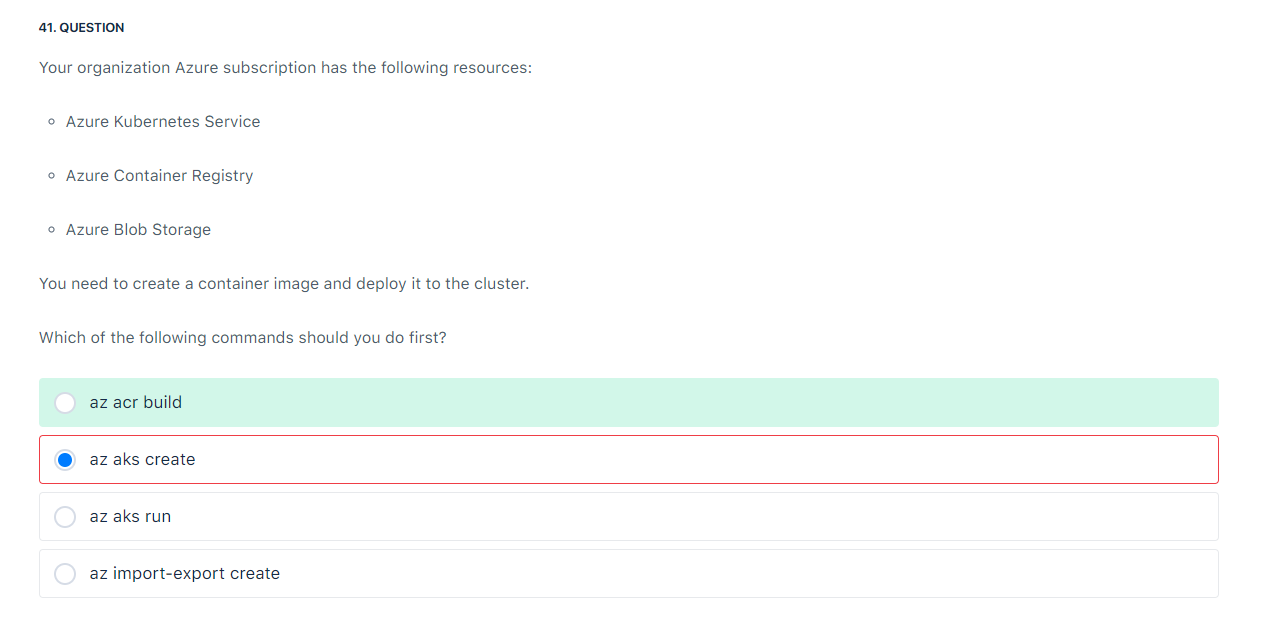 41. QUESTION
Your organization Azure subscription has the following resources:
Azure Kubernetes Service
Azure Container Registry
Azure Blob Storage
You need to create a container image and deploy it to the cluster.
Which of the following commands should you do first?
az acr build
az aks create
az aks run
az import-export create